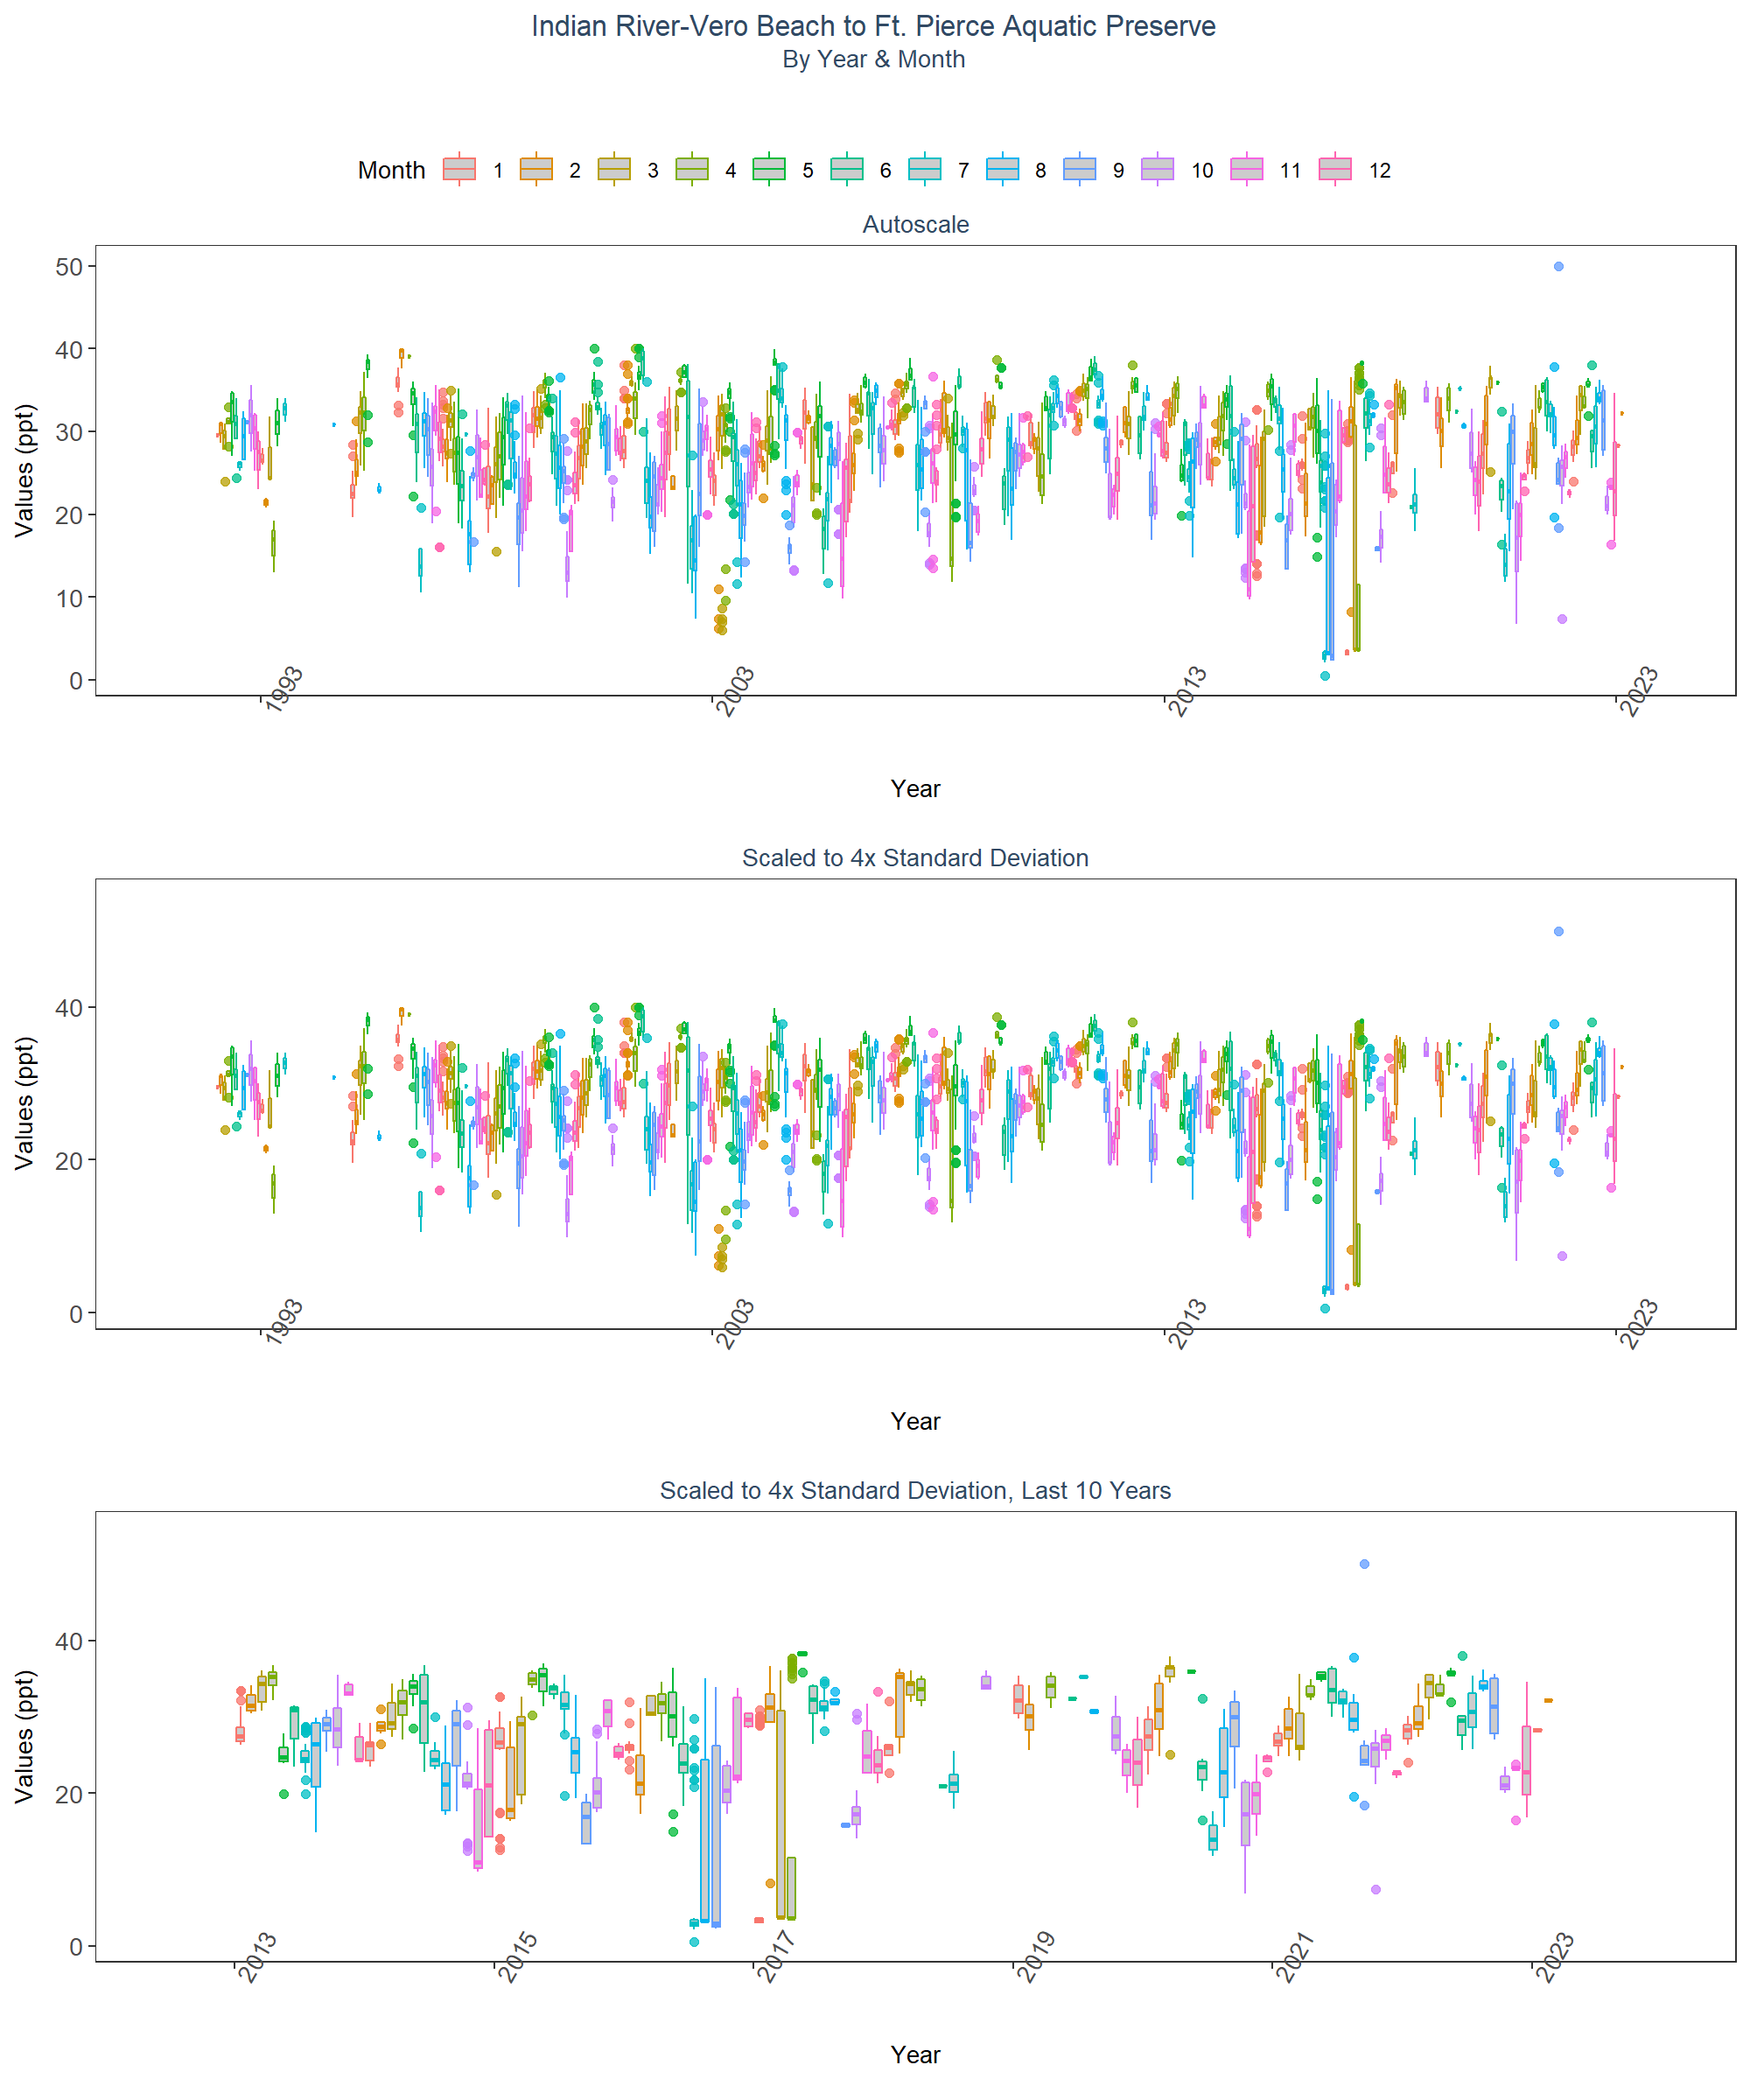 Indian River-Vero Beach to Ft. Pierce Aquatic Preserve
By Year & Month
Month 1 2 3 4 5 6 7 8 9 10 11 12
Autoscale
Values (ppt)
50
40
30
20
10
0
1993 2003 2013 2023
Year
Scaled to 4x Standard Deviation
Values (ppt)
40
20
0
1993 2003 2013 2023
Year
Scaled to 4x Standard Deviation, Last 10 Years
Values (ppt)
40
20
0
2013 2015 2017 2019 2021 2023
Year